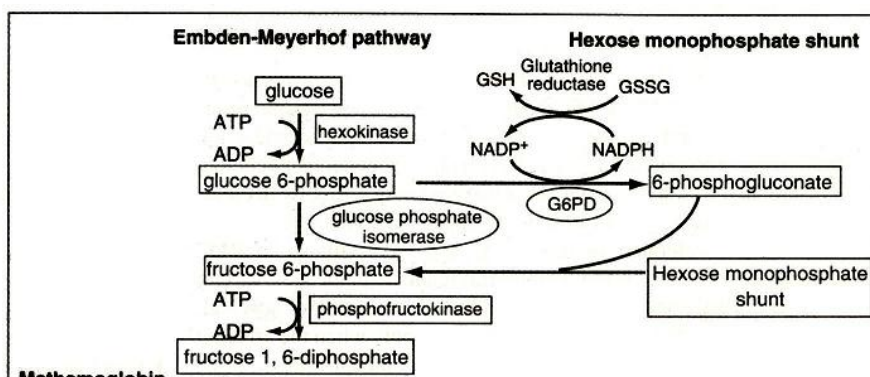 Embden-Meyerhof pathway
Hexose monophosphate shunt
glucose
ATP
hexokinase
ADP
glucose 6-phosphate
GSH
Glutathione
reductase
GSSG
NADP+
NADPH
G6PD
6-phosphogluconate
glucose phosphate
isomerase
fructose 6-phosphate
Hexose monophosphate
shunt
ATP
phosphofructokinase
ADP
fructose 1, 6-diphosphate
Methemoglobin